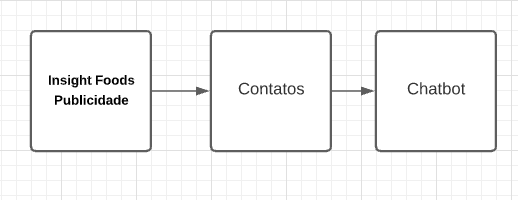 Insight Foods
Publicidade
Contatos
Chatbot